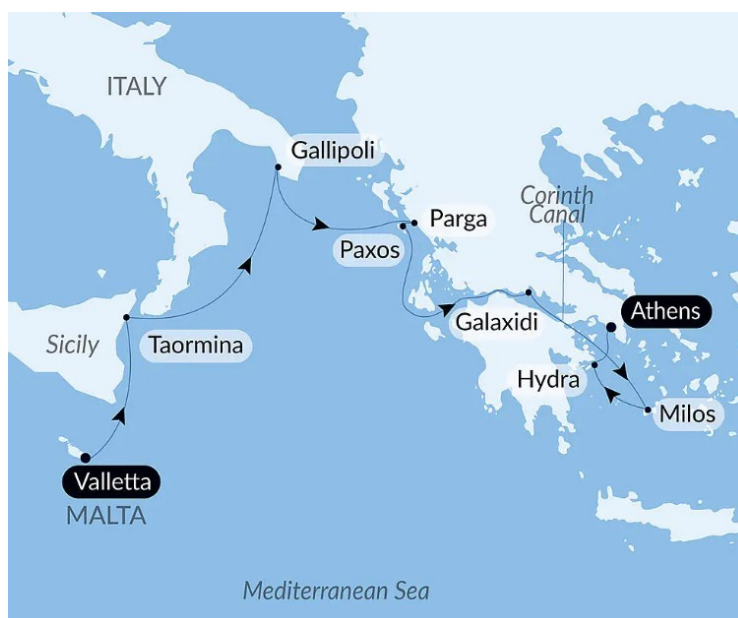 ITALY
Gallipoli
Corinth
Canal
Parga
Paxos
Athens
Galaxidi
Sicily
Taormina
Hydra
Milos
Valletta
MALTA
Mediterranean Sea